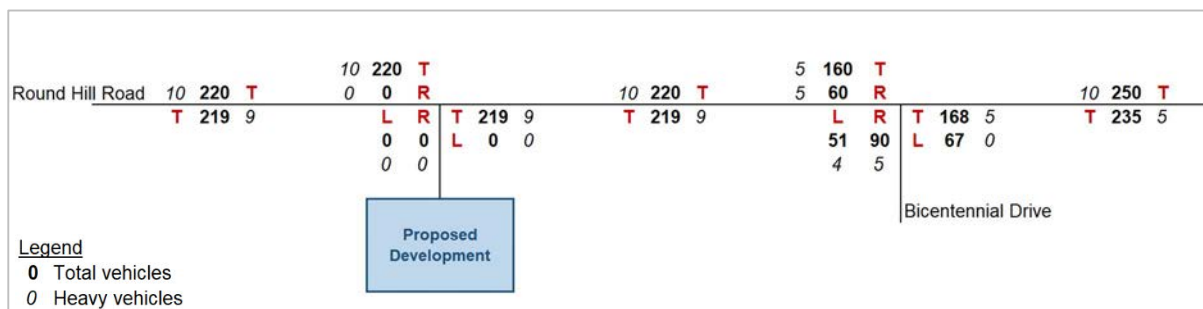 10 220 T 5 160 T
Round Hill Road 10 220 T 0 0 R 10 220 T 5 60 R 10 250 T
T 219 9 L R T 219 9 T 219 9 L R T 168 5 T 235 5
0 0 L 0 0 51 90 L 67 0
0 0 4 5
Bicentennial Drive
Proposed
Development
Legend
0 Total vehicles
0 Heavy vehicles